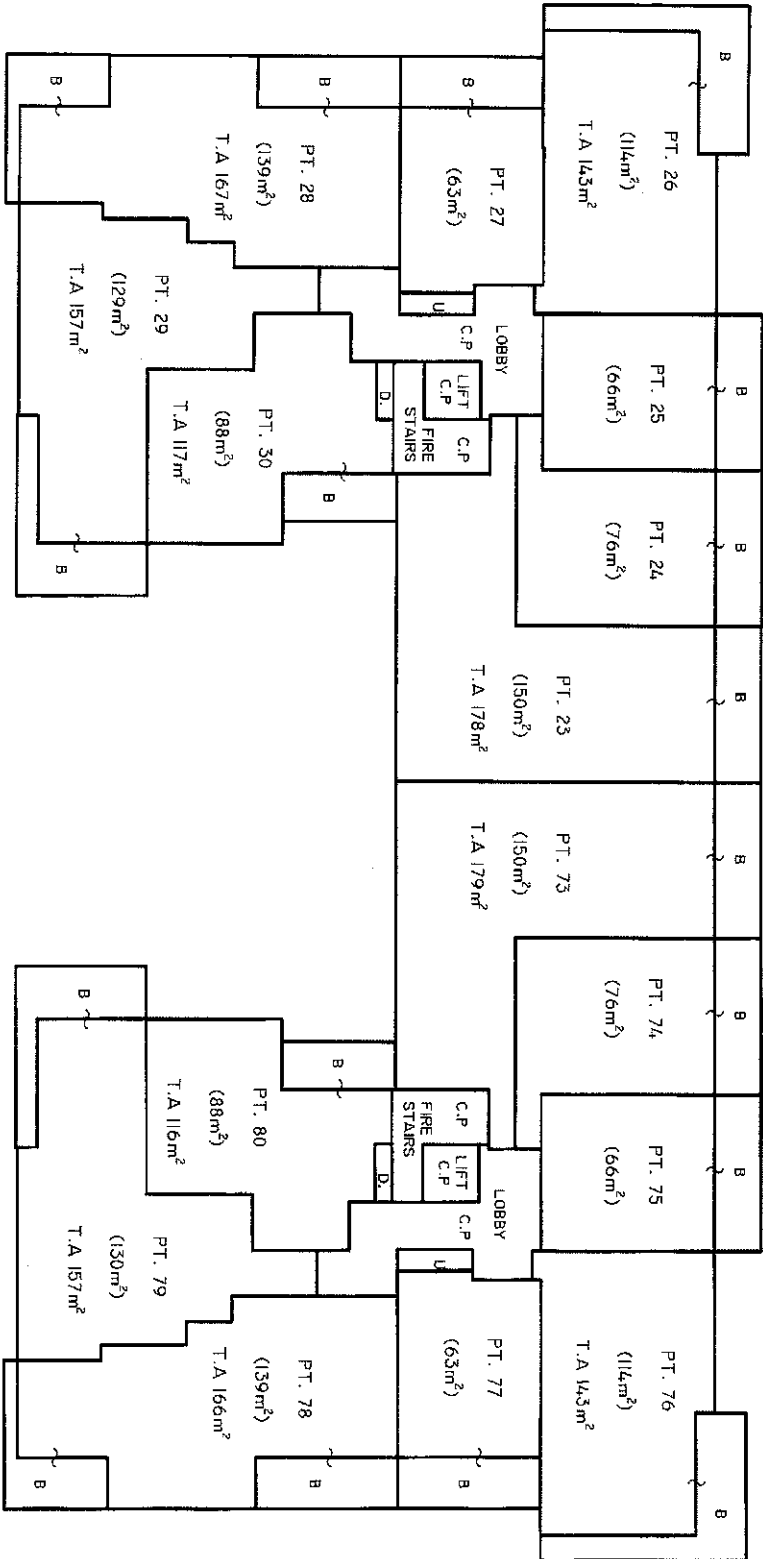 B
PT. 26
(114m²)
T.A 143m²
B
PT. 27
(63m²)
B
PT. 28
(139m²)
T.A 167m²
B
PT. 29
(129m²)
T.A 157m²
B
PT. 30
(88m²)
T.A 117m²
B
U
C.P
LOBBY
LIFT
C.P
D.
FIRE
STAIRS
C.P
B
PT. 25
(66m²)
B
PT. 24
(76m²)
B
PT. 23
(150m²)
T.A 178m²
B
PT. 73
(150m²)
T.A 179m²
B
PT. 74
(76m²)
B
PT. 75
(66m²)
C.P
FIRE
STAIRS
LIFT
C.P
D.
LOBBY
C.P
U
B
PT. 80
(88m²)
T.A 116m²
B
PT. 79
(130m²)
T.A 157m²
PT. 78
(139m²)
T.A 166m²
B
B
PT. 77
(63m²)
B
PT. 76
(114m²)
T.A 143m²
B